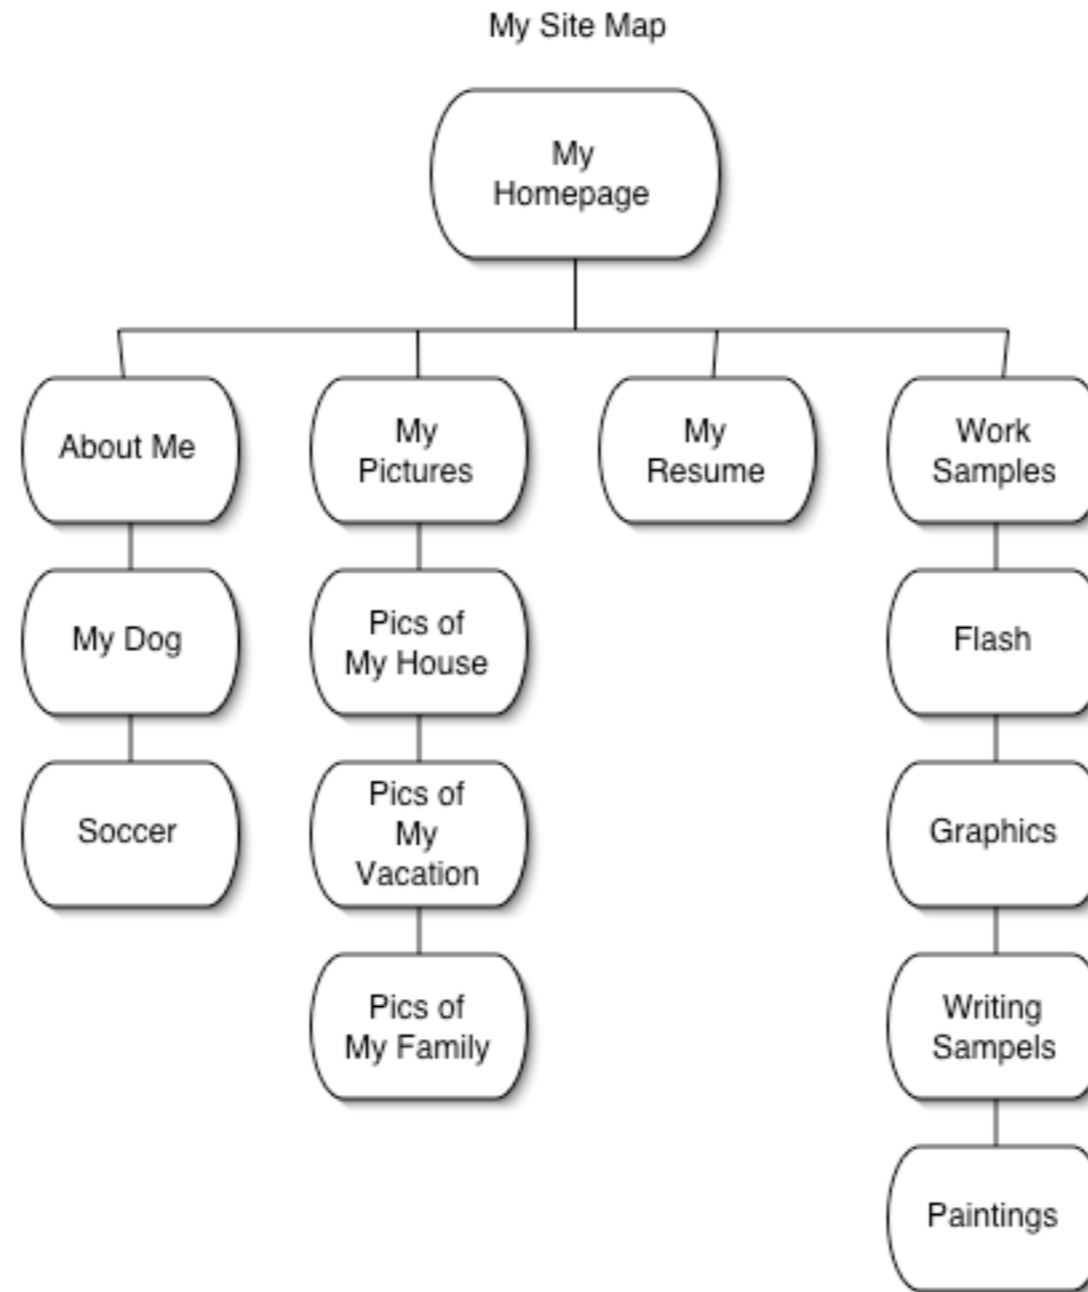 My Site Map
My
Homepage
About Me
My
Pictures
My
Resume
Work
Samples
My Dog
Pics of
My House
Flash
Soccer
Pics of
My
Vacation
Graphics
Pics of
My Family
Writing
Sampels
Paintings